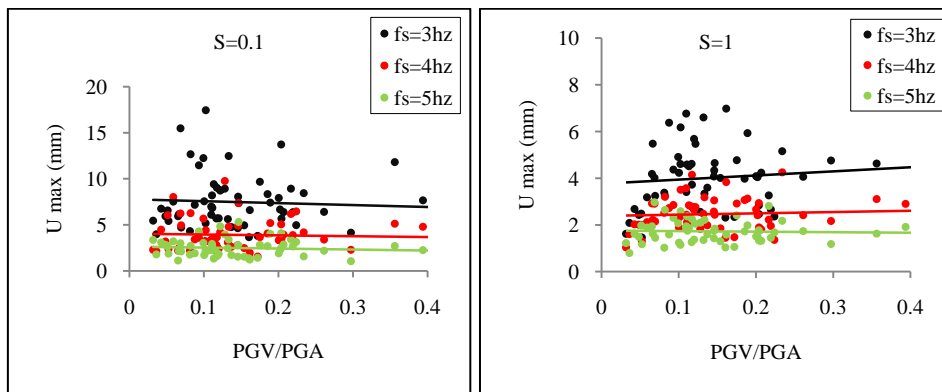 S=0.1
fs=3hz
fs=4hz
fs=5hz
U max (mm)
20
15
10
5
0
0 0.1 0.2 0.3 0.4
PGV/PGA
S=1
fs=3hz
fs=4hz
fs=5hz
U max (mm)
10
8
6
4
2
0
0 0.1 0.2 0.3 0.4
PGV/PGA